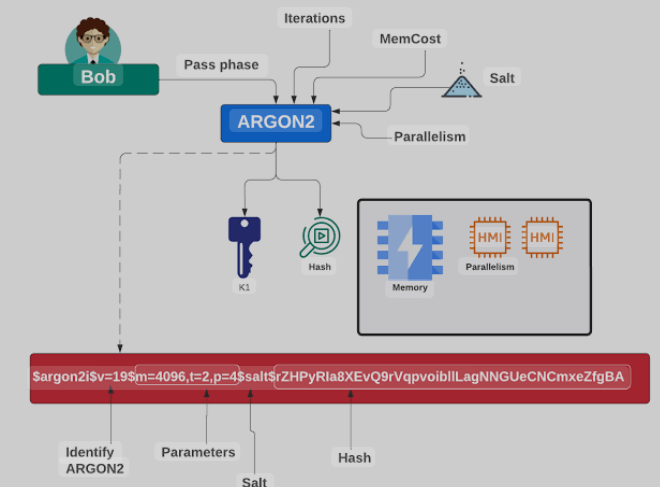 Iterations
MemCost
Bob
Pass phase
Salt
ARGON2
Parallelism
K1
Hash
HMI
HMI
Memory
Parallelism
$argon2i$v=19$m=4096,t=2,p=4$salt$rZHPyRIa8XEvQ9rVqpvoibllLagNNGUeCNCmxeZfgBA
Identify
ARGON2
Parameters
Salt
Hash